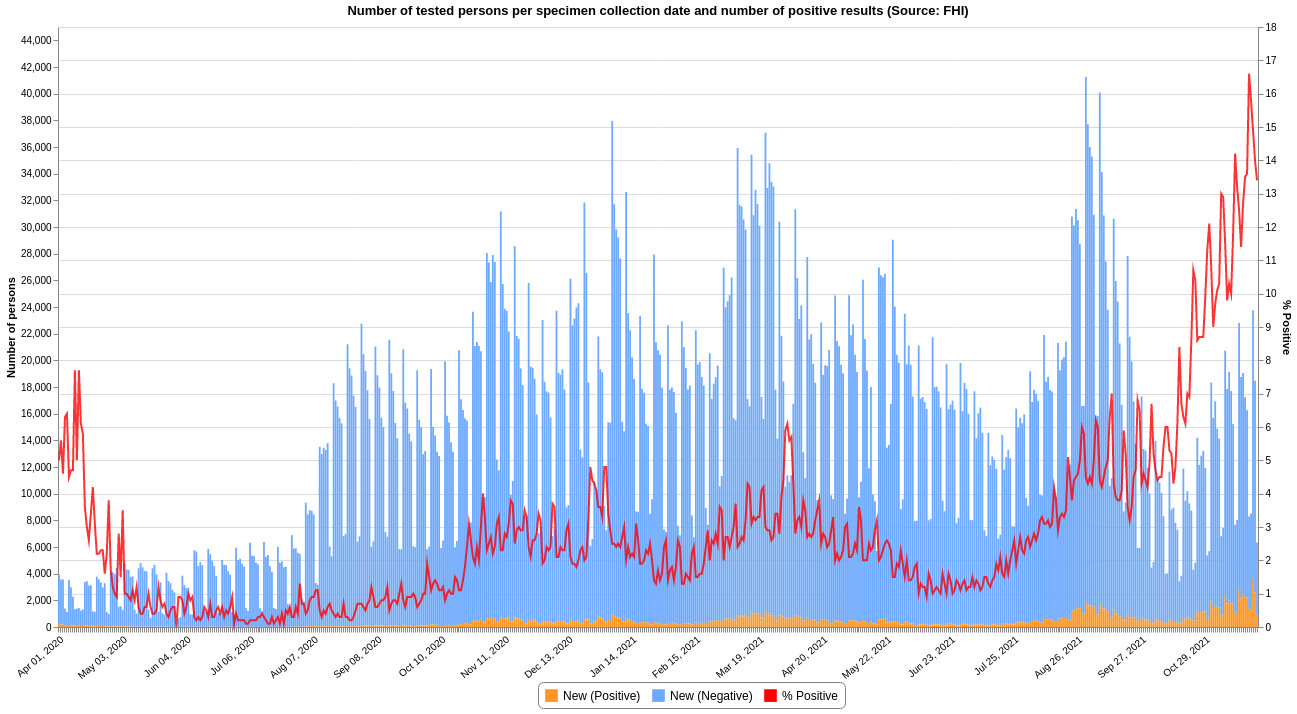 Number of tested persons per specimen collection date and number of positive results (Source: FHI)
Number of persons
44,000
42,000
40,000
38,000
36,000
34,000
32,000
30,000
28,000
26,000
24,000
22,000
20,000
18,000
16,000
14,000
12,000
10,000
8,000
6,000
4,000
2,000
0
18
17
16
15
14
13
12
11
10
9
8
7
6
5
4
3
2
1
0
% Positive
Apr 01, 2020
May 03, 2020
Jun 04, 2020
Jul 06, 2020
Aug 07, 2020
Sep 08, 2020
Oct 10, 2020
Nov 11, 2020
Dec 13, 2020
Jan 14, 2021
Feb 15, 2021
Mar 19, 2021
Apr 20, 2021
May 22, 2021
Jun 23, 2021
Jul 25, 2021
Aug 26, 2021
Sep 27, 2021
Oct 29, 2021
New (Positive) New (Negative) % Positive